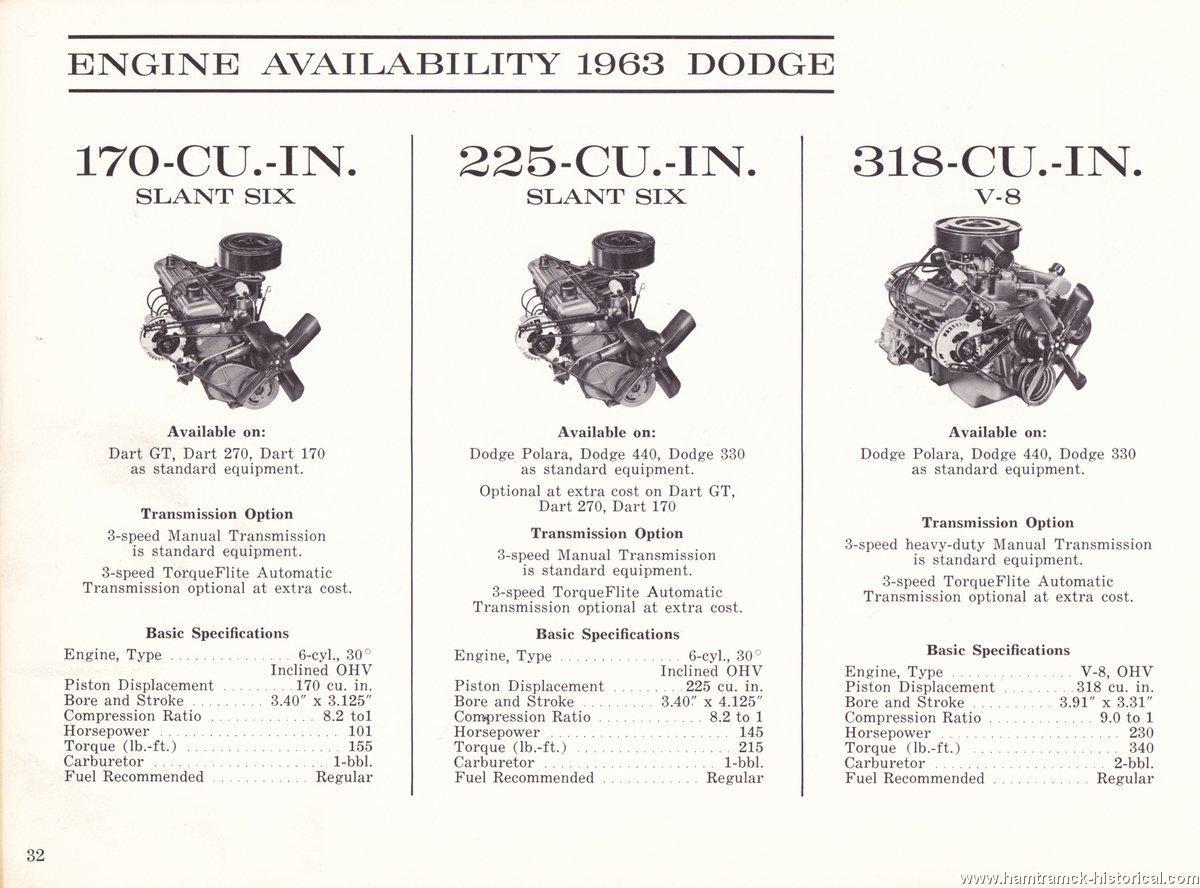 ENGINE AVAILABILITY 1963 DODGE
170-CU.-IN.
SLANT SIX
Available on:
Dart GT, Dart 270, Dart 170
as standard equipment.
Transmission Option
3-speed Manual Transmission
is standard equipment.
3-speed TorqueFlite Automatic
Transmission optional at extra cost.
Basic Specifications
Engine, Type . . . . . . . . . . . . . . . 6-cyl., 30°
Inclined OHV
Piston Displacement . . . . . . . . . 170 cu. in.
Bore and Stroke . . . . . . . . . 3.40″ x 3.125″
Compression Ratio . . . . . . . . . . . . . 8.2 to1
Horsepower . . . . . . . . . . . . . . . . . . . . . . . 101
Torque (lb.-ft.) . . . . . . . . . . . . . . . . . . . 155
Carburetor . . . . . . . . . . . . . . . . . . . . . 1-bbl.
Fuel Recommended . . . . . . . . . . . . Regular
225-CU.-IN.
SLANT SIX
Available on:
Dodge Polara, Dodge 440, Dodge 330
as standard equipment.
Optional at extra cost on Dart GT,
Dart 270, Dart 170
Transmission Option
3-speed Manual Transmission
is standard equipment.
3-speed TorqueFlite Automatic
Transmission optional at extra cost.
Basic Specifications
Engine, Type . . . . . . . . . . . . . . . 6-cyl., 30°
Inclined OHV
Piston Displacement . . . . . . . . . 225 cu. in.
Bore and Stroke . . . . . . . . . 3.40″ x 4.125″
Compression Ratio . . . . . . . . . . . . . 8.2 to 1
Horsepower . . . . . . . . . . . . . . . . . . . . . . . 145
Torque (lb.-ft.) . . . . . . . . . . . . . . . . . . . 215
Carburetor . . . . . . . . . . . . . . . . . . . . . 1-bbl.
Fuel Recommended . . . . . . . . . . . . Regular
318-CU.-IN.
V-8
Available on:
Dodge Polara, Dodge 440, Dodge 330
as standard equipment.
Transmission Option
3-speed heavy-duty Manual Transmission
is standard equipment.
3-speed TorqueFlite Automatic
Transmission optional at extra cost.
Basic Specifications
Engine, Type . . . . . . . . . . . . . . . V-8, OHV
Piston Displacement . . . . . . . . . 318 cu. in.
Bore and Stroke . . . . . . . . . . 3.91″ x 3.31″
Compression Ratio . . . . . . . . . . . . . 9.0 to 1
Horsepower . . . . . . . . . . . . . . . . . . . . . . 230
Torque (lb.-ft.) . . . . . . . . . . . . . . . . . . . 340
Carburetor . . . . . . . . . . . . . . . . . . . . . 2-bbl.
Fuel Recommended . . . . . . . . . . . . Regular
32
www.hamtramck-historical.com